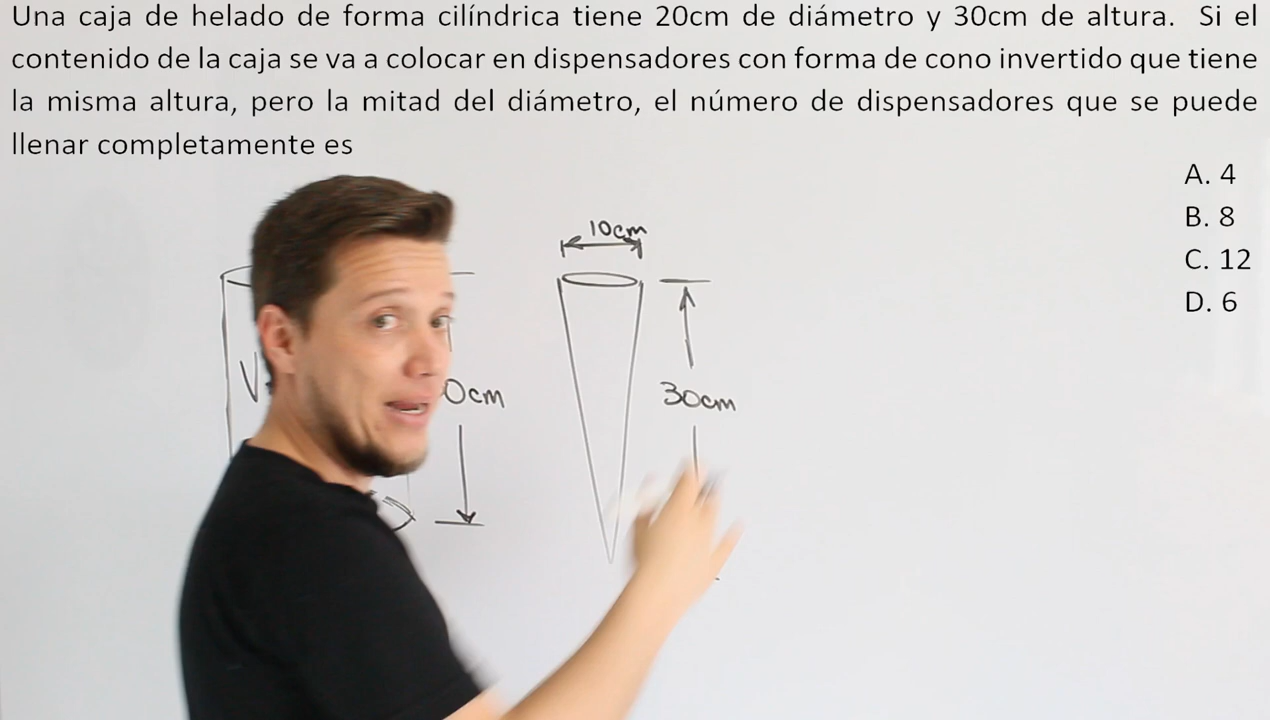 Una caja de helado de forma cilíndrica tiene 20cm de diámetro y 30cm de altura. Si el
contenido de la caja se va a colocar en dispensadores con forma de cono invertido que tiene
la misma altura, pero la mitad del diámetro, el número de dispensadores que se puede
llenar completamente es
A. 4
B. 8
C. 12
D. 6
10cm
V
0cm
30cm